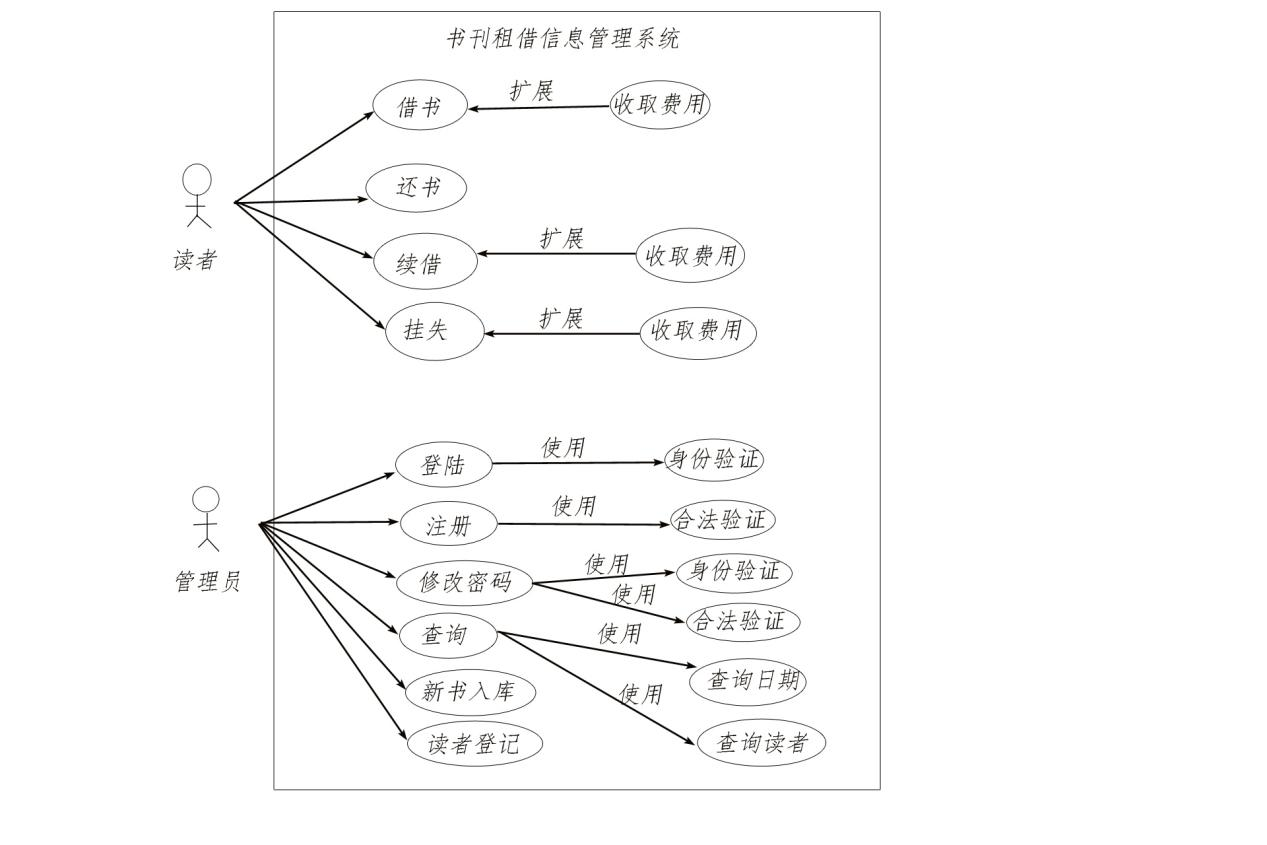 书刊租借信息管理系统
借书
扩展
收取费用
还书
读者
续借
扩展
收取费用
挂失
扩展
收取费用
登陆
使用
身份验证
注册
使用
合法验证
管理员
修改密码
使用
身份验证
使用
合法验证
查询
使用
查询日期
使用
查询读者
新书入库
读者登记